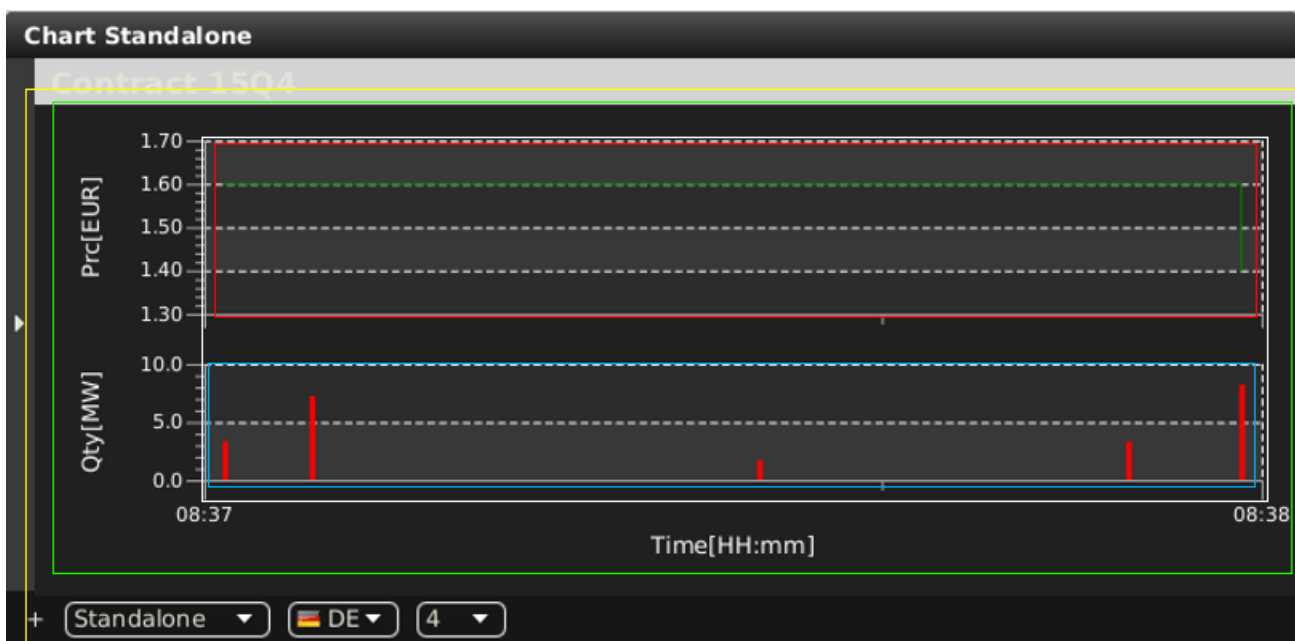 Chart Standalone
Contract 15Q4
1.70
1.60
1.50
1.40
1.30
Prc[EUR]
10.0
5.0
0.0
Qty[MW]
08:37 08:38
Time[HH:mm]
+ Standalone DE 4